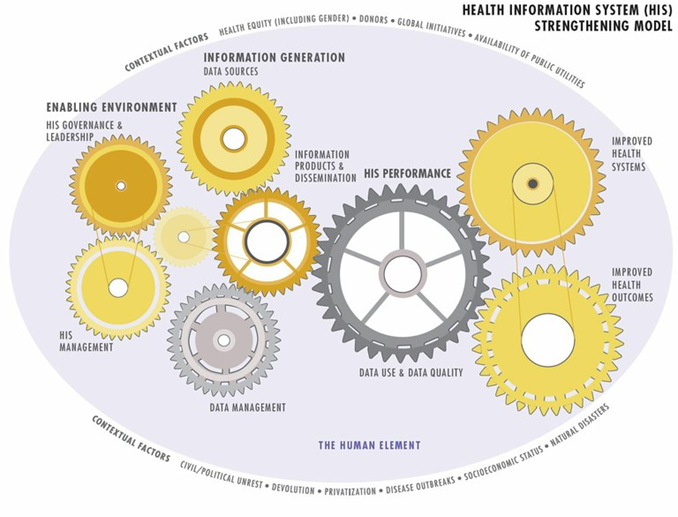 HEALTH INFORMATION SYSTEM (HIS)
STRENGTHENING MODEL
CONTEXTUAL FACTORS HEALTH EQUITY (INCLUDING GENDER) • DONORS • GLOBAL INITIATIVES • AVAILABILITY OF PUBLIC UTILITIES
INFORMATION GENERATION
DATA SOURCES
ENABLING ENVIRONMENT
HIS GOVERNANCE &
LEADERSHIP
INFORMATION
PRODUCTS &
DISSEMINATION
HIS PERFORMANCE
IMPROVED
HEALTH
SYSTEMS
IMPROVED
HEALTH
OUTCOMES
HIS
MANAGEMENT
DATA MANAGEMENT
DATA USE & DATA QUALITY
THE HUMAN ELEMENT
CONTEXTUAL FACTORS CIVIL/POLITICAL UNREST • DEVOLUTION • PRIVATIZATION • DISEASE OUTBREAKS • SOCIOECONOMIC STATUS • NATURAL DISASTERS